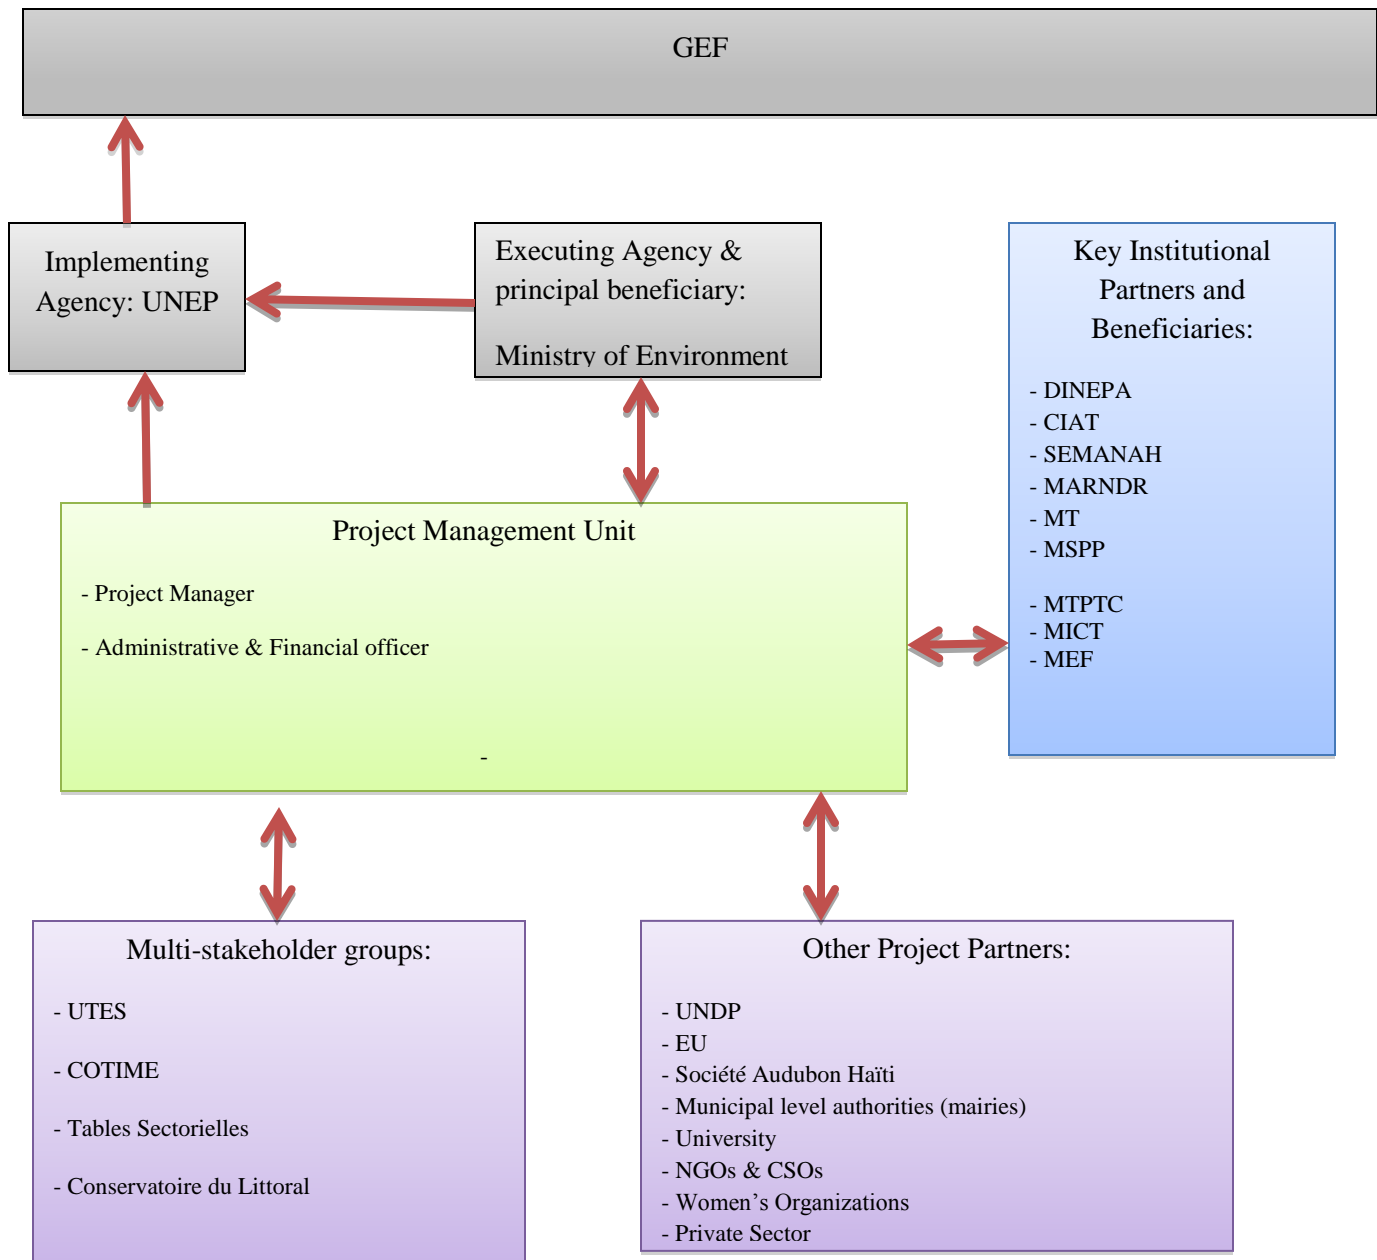 GEF
Implementing
Agency: UNEP
Executing Agency &
principal beneficiary:
Ministry of Environment
Key Institutional
Partners and
Beneficiaries:
- DINEPA
- CIAT
- SEMANAH
- MARNDR
- MT
- MSPP
- MTPTC
- MICT
- MEF
Project Management Unit
- Project Manager
- Administrative & Financial officer
-
Multi-stakeholder groups:
- UTES
- COTIME
- Tables Sectorielles
- Conservatoire du Littoral
Other Project Partners:
- UNDP
- EU
- Société Audubon Haïti
- Municipal level authorities (mairies)
- University
- NGOs & CSOs
- Women’s Organizations
- Private Sector